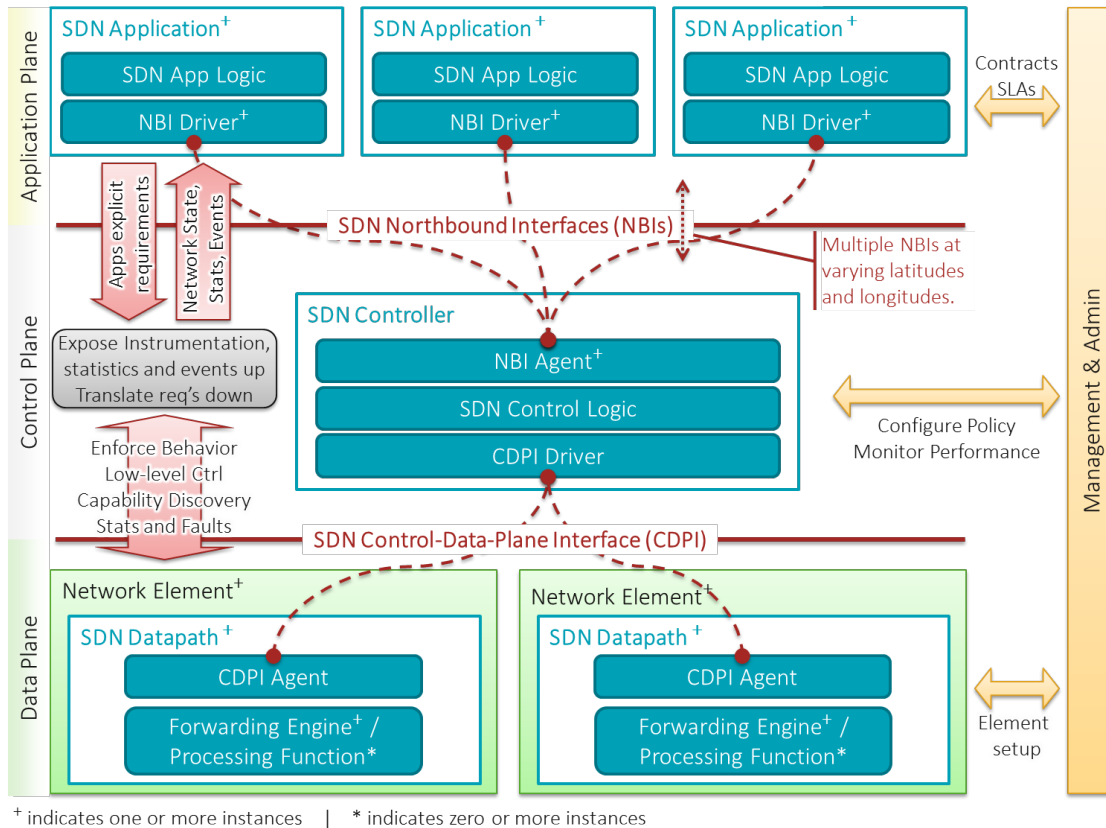 Application Plane
SDN Application+
SDN App Logic
NBI Driver+
SDN Application+
SDN App Logic
NBI Driver+
SDN Application+
SDN App Logic
NBI Driver+
Contracts
SLAs
Apps explicit
requirements
Network State,
Stats, Events
SDN Northbound Interfaces (NBIs)
Multiple NBIs at
varying latitudes
and longitudes.
Control Plane
Expose Instrumentation,
statistics and events up
Translate req’s down
SDN Controller
NBI Agent+
SDN Control Logic
CDPI Driver
Configure Policy
Monitor Performance
Management & Admin
Enforce Behavior
Low-level Ctrl
Capability Discovery
Stats and Faults
SDN Control-Data-Plane Interface (CDPI)
Data Plane
Network Element+
SDN Datapath+
CDPI Agent
Forwarding Engine+ /
Processing Function*
Network Element+
SDN Datapath+
CDPI Agent
Forwarding Engine+ /
Processing Function*
Element
setup
+ indicates one or more instances | * indicates zero or more instances